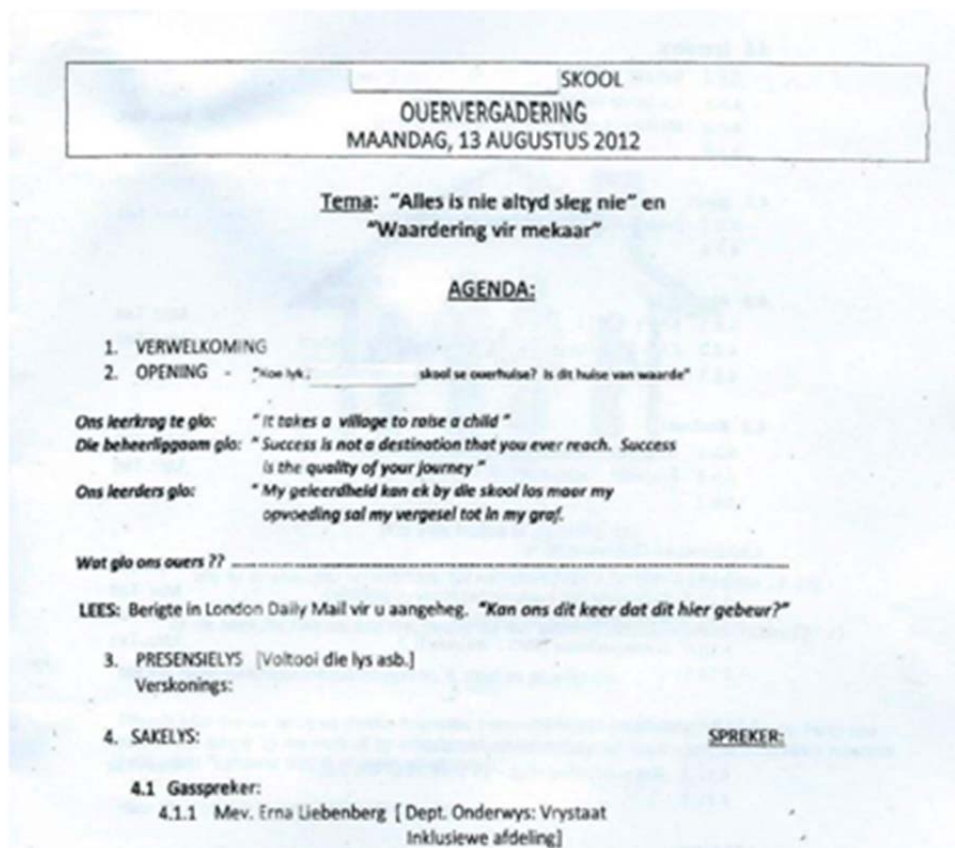 SKOOL
OUERVERGADERING
MAANDAG, 13 AUGUSTUS 2012
Tema: "Alles is nie altyd sleg nie" en
"Waardering vir mekaar"
AGENDA:
1. VERWELKOMING
2. OPENING - "Hoe lyk skool se ouerhuise? Is dit huise van waarde"
Ons leerkrag te glo: "It takes a village to raise a child"
Die beheerliggaam glo: "Success is not a destination that you ever reach. Success
is the quality of your journey"
Ons leerders glo: "My geleerdheid kan ek by die skool los maar my
opvoeding sal my vergesel tot in my graf.
Wat glo ons ouers ??
LEES: Berigte in London Daily Mail vir u aangeheg. "Kan ons dit keer dat dit hier gebeur?"
3. PRESENSIELYS [Voltooi die lys asb.]
Verskonings:
4. SAKELYS: SPREKER:
4.1 Gasspreker:
4.1.1 Mev. Erna Liebenberg [ Dept. Onderwys: Vrystaat
Inklusiewe afdeling]